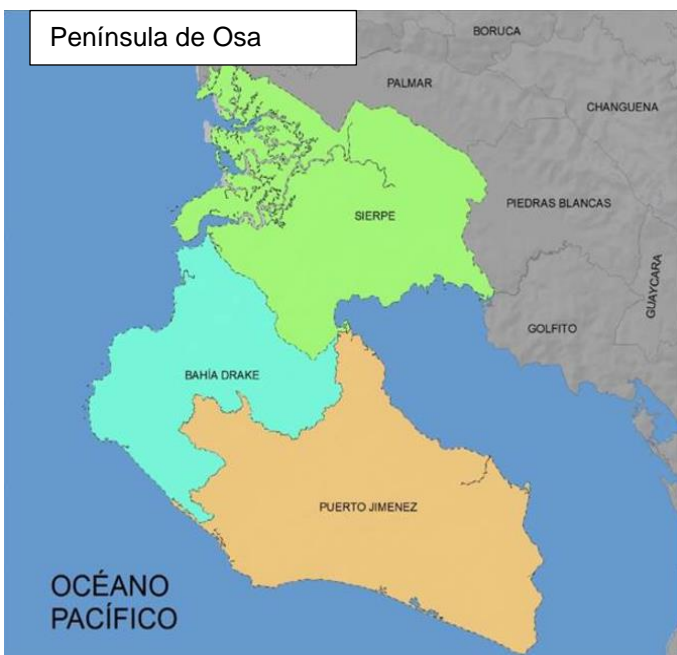 Península de Osa
BORUCA
PALMAR
CHANGUENA
PIEDRAS BLANCAS
SIERPE
GUAYCARA
GOLFITO
BAHÍA DRAKE
PUERTO JIMENEZ
OCÉANO
PACÍFICO